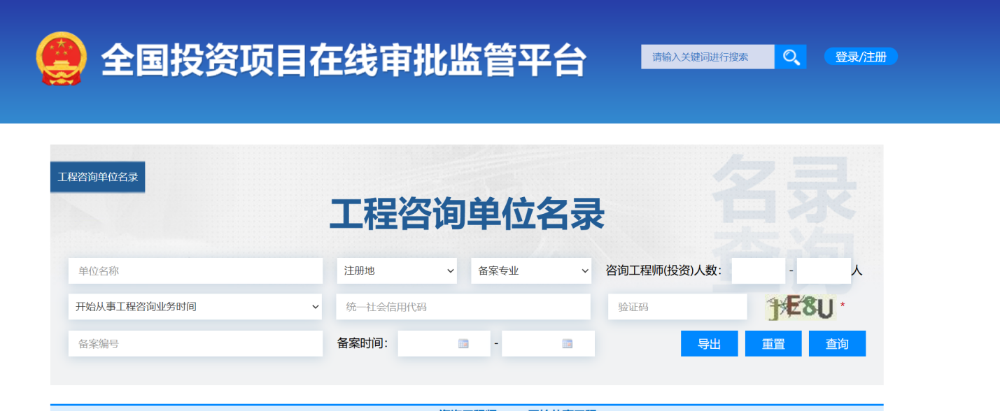 全国投资项目在线审批监管平台
请输入关键词进行搜索
登录/注册
工程咨询单位名录
名录
查询
工程咨询单位名录
单位名称
注册地
备案专业
咨询工程师(投资)人数：
-
人
开始从事工程咨询业务时间
统一社会信用代码
验证码
jE8U
*
备案编号
备案时间：
-
导出
重置
查询